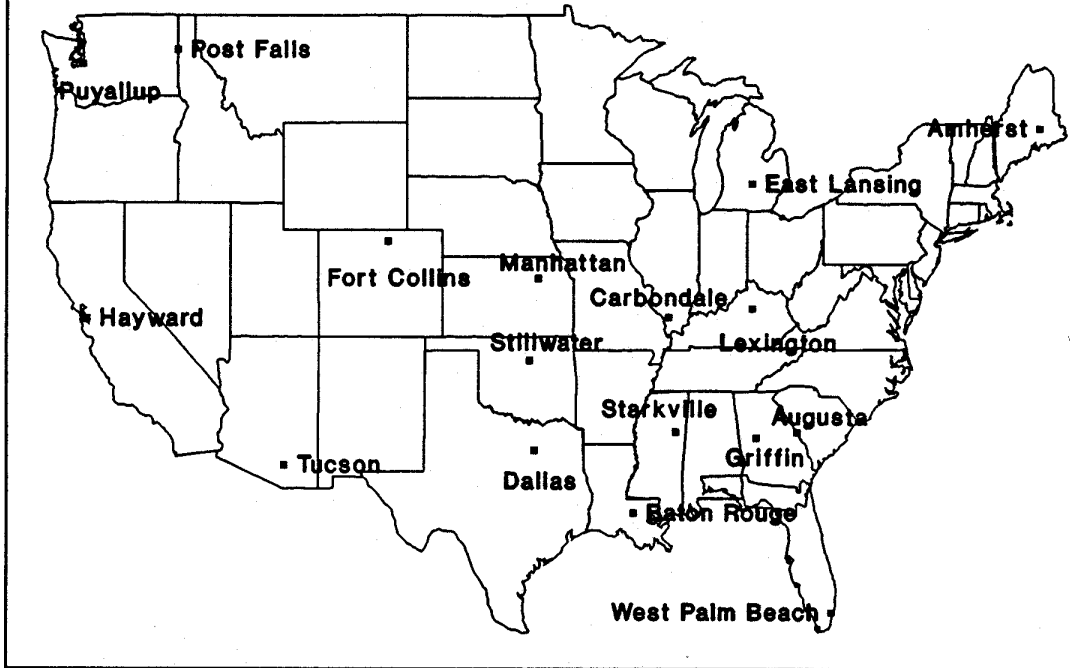 Post Falls
Puyallup
Amherst
East Lansing
Manhattan
Fort Collins
Carbondale
Hayward
Stillwater
Lexington
Starkville
Augusta
Griffin
Tucson
Dallas
Baton Rouge
West Palm Beach